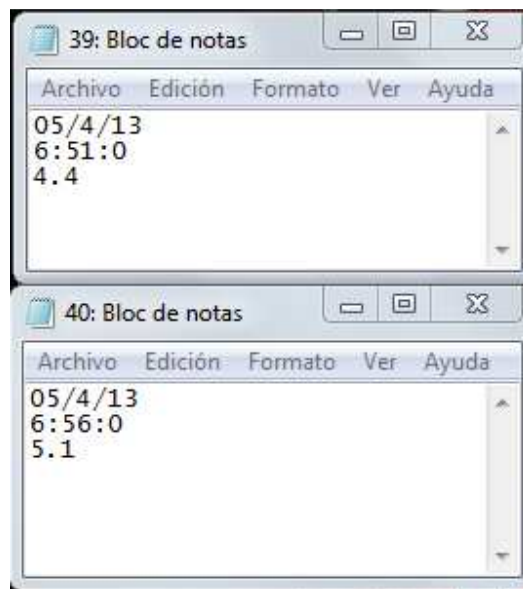 39: Bloc de notas
Archivo Edición Formato Ver Ayuda
05/4/13
6:51:0
4.4
40: Bloc de notas
Archivo Edición Formato Ver Ayuda
05/4/13
6:56:0
5.1